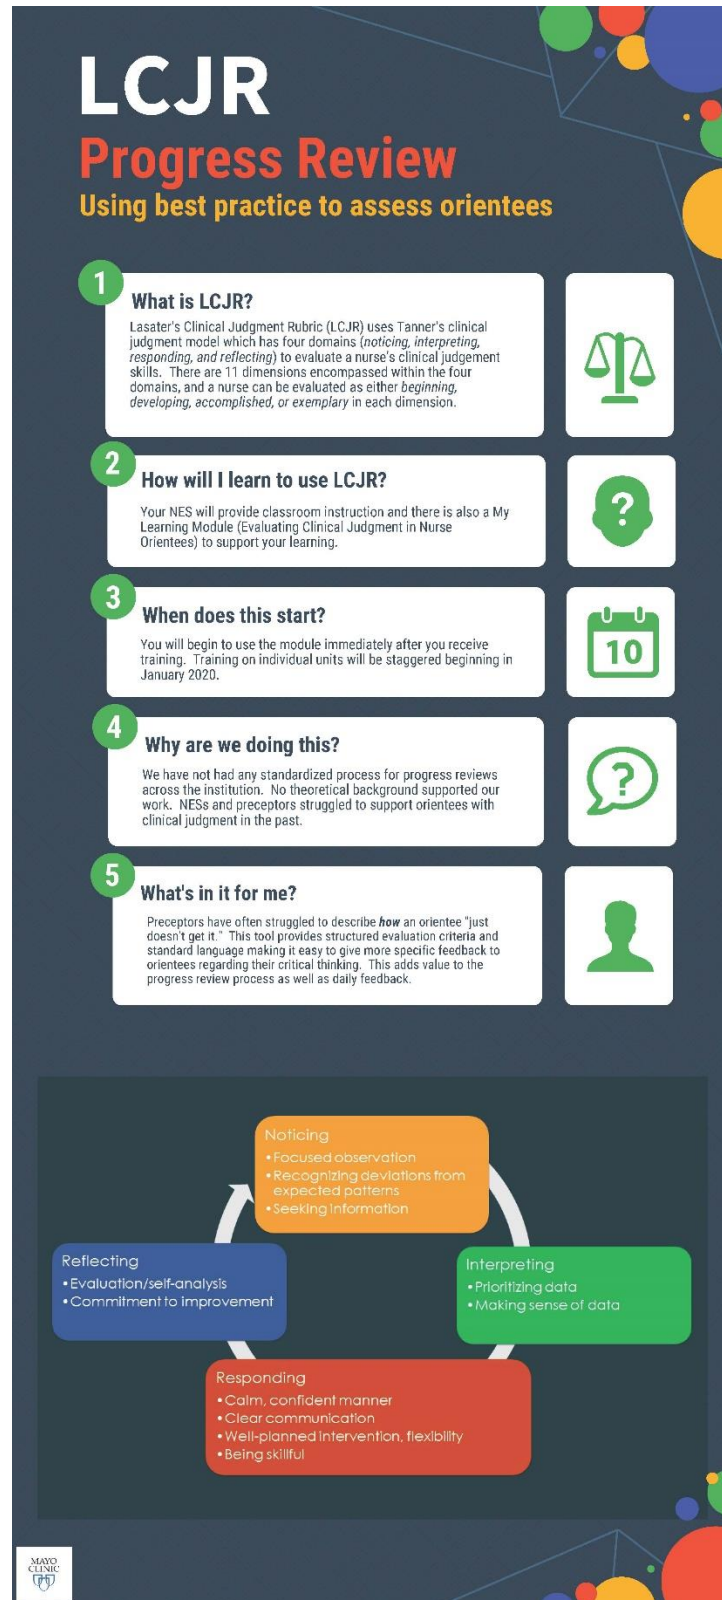 LCJR
Progress Review
Using best practice to assess orientees
1
What is LCJR?
Lasater's Clinical Judgment Rubric (LCJR) uses Tanner's clinical
judgment model which has four domains (noticing, interpreting,
responding, and reflecting) to evaluate a nurse's clinical judgement
skills. There are 11 dimensions encompassed within the four
domains, and a nurse can be evaluated as either beginning,
developing, accomplished, or exemplary in each dimension.
2
How will I learn to use LCJR?
Your NES will provide classroom instruction and there is also a My
Learning Module (Evaluating Clinical Judgment in Nurse
Orientees) to support your learning.
?
3
When does this start?
You will begin to use the module immediately after you receive
training. Training on individual units will be staggered beginning in
January 2020.
10
4
Why are we doing this?
We have not had any standardized process for progress reviews
across the institution. No theoretical background supported our
work. NESs and preceptors struggled to support orientees with
clinical judgment in the past.
?
5
What's in it for me?
Preceptors have often struggled to describe how an orientee "just
doesn't get it." This tool provides structured evaluation criteria and
standard language making it easy to give more specific feedback to
orientees regarding their critical thinking. This adds value to the
progress review process as well as daily feedback.
Noticing
•Focused observation
•Recognizing deviations from
expected patterns
•Seeking information
Reflecting
•Evaluation/self-analysis
•Commitment to improvement
Interpreting
•Prioritizing data
•Making sense of data
Responding
•Calm, confident manner
•Clear communication
•Well-planned intervention, flexibility
•Being skillful
MAYO
CLINIC